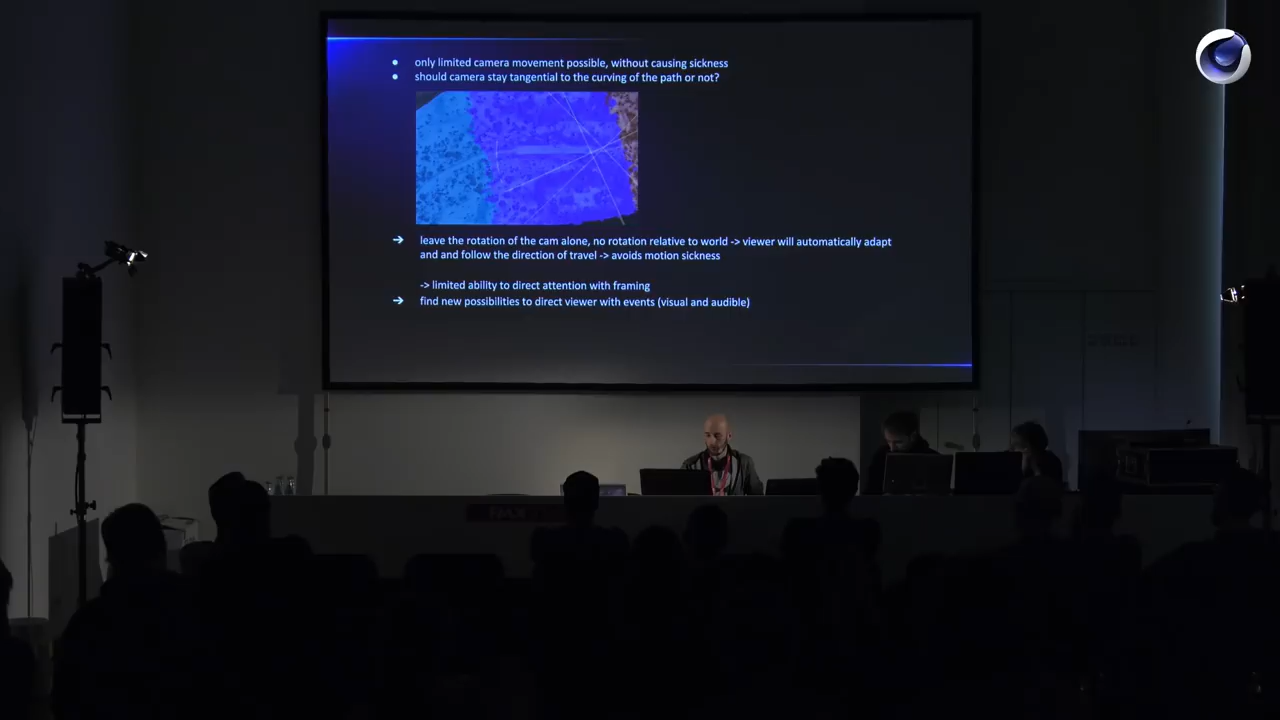 • only limited camera movement possible, without causing sickness
• should camera stay tangential to the curving of the path or not?
➔ leave the rotation of the cam alone, no rotation relative to world -> viewer will automatically adapt
and and follow the direction of travel -> avoids motion sickness
-> limited ability to direct attention with framing
➔ find new possibilities to direct viewer with events (visual and audible)